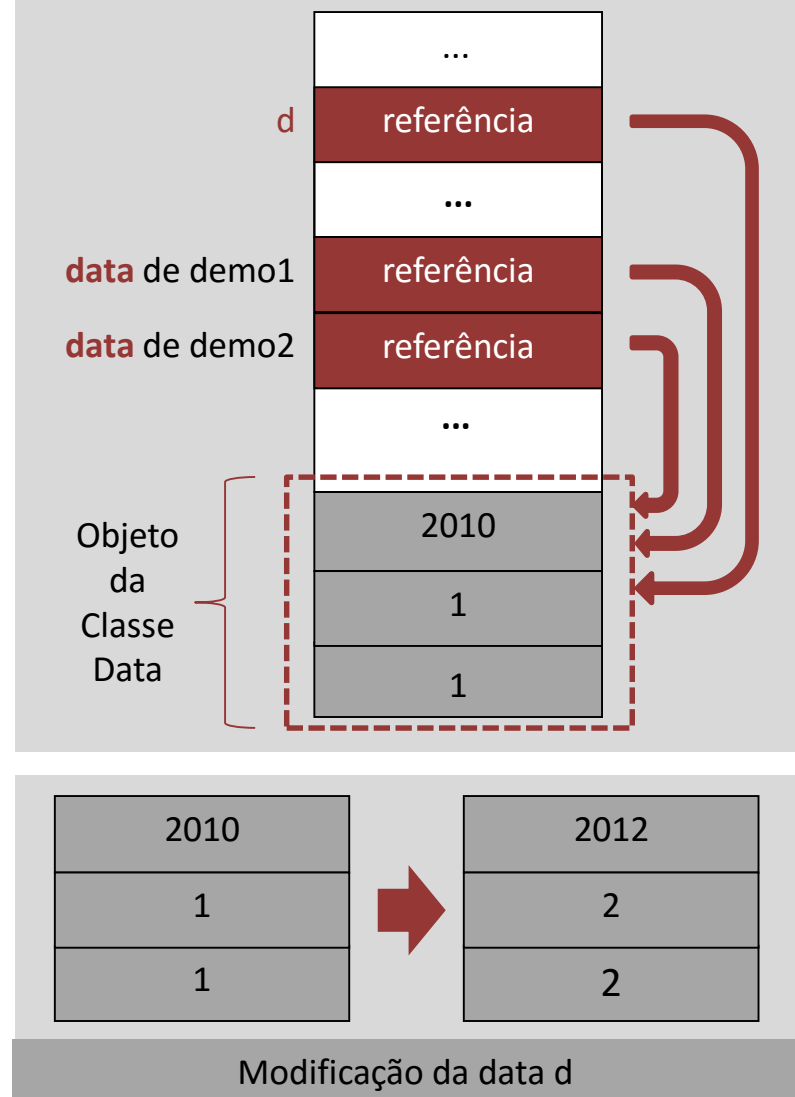 ...
d referência
...
data de demo1 referência
data de demo2 referência
...
Objeto
da
Classe
Data
2010
1
1
2010 2012
1 2
1 2
Modificação da data d